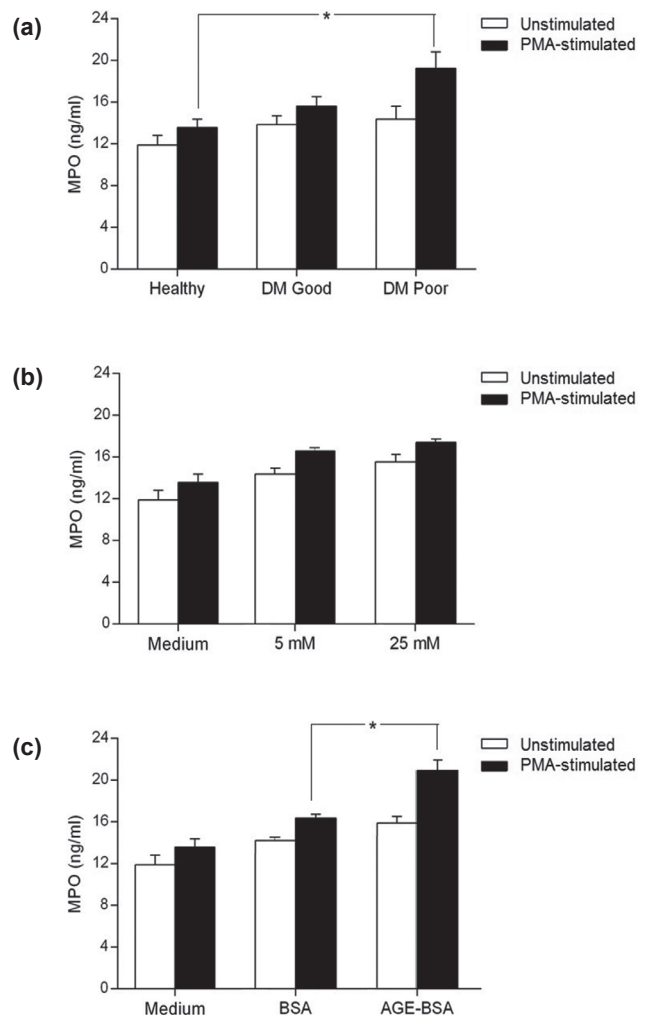 (a)
24
20
16
12
8
4
0
MPO (ng/ml)
*
Unstimulated
PMA-stimulated
Healthy DM Good DM Poor
(b)
24
20
16
12
8
4
0
MPO (ng/ml)
Unstimulated
PMA-stimulated
Medium 5 mM 25 mM
(c)
24
20
16
12
8
4
0
MPO (ng/ml)
*
Unstimulated
PMA-stimulated
Medium BSA AGE-BSA